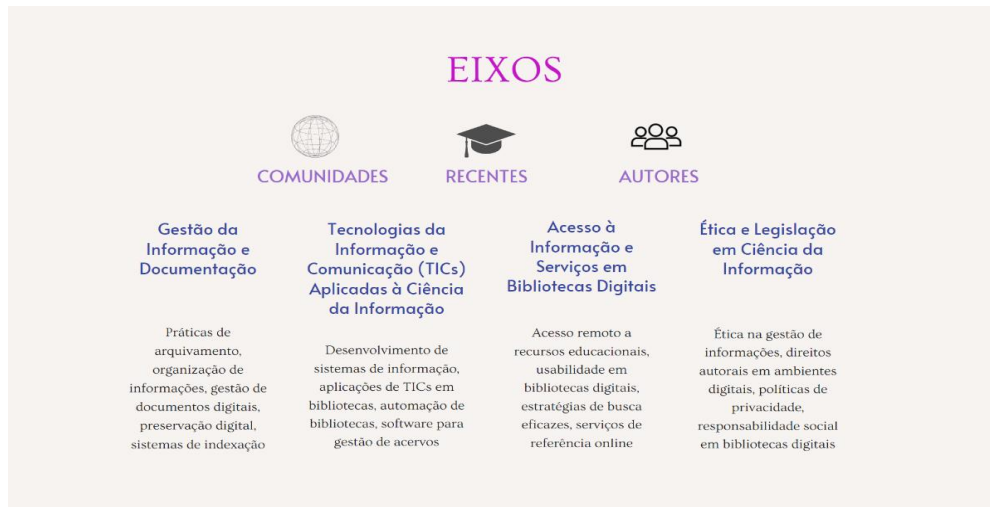 EIXOS
COMUNIDADES
RECENTES
AUTORES
Gestão da
Informação e
Documentação
Práticas de
arquivamento,
organização de
informações, gestão de
documentos digitais,
preservação digital,
sistemas de indexação
Tecnologias da
Informação e
Comunicação (TICs)
Aplicadas à Ciência
da Informação
Desenvolvimento de
sistemas de informação,
aplicações de TICs em
bibliotecas, automação de
bibliotecas, software para
gestão de acervos
Acesso à
Informação e
Serviços em
Bibliotecas Digitais
Acesso remoto a
recursos educacionais,
usabilidade em
bibliotecas digitais,
estratégias de busca
eficazes, serviços de
referência online
Ética e Legislação
em Ciência da
Informação
Ética na gestão de
informações, direitos
autorais em ambientes
digitais, políticas de
privacidade,
responsabilidade social
em bibliotecas digitais